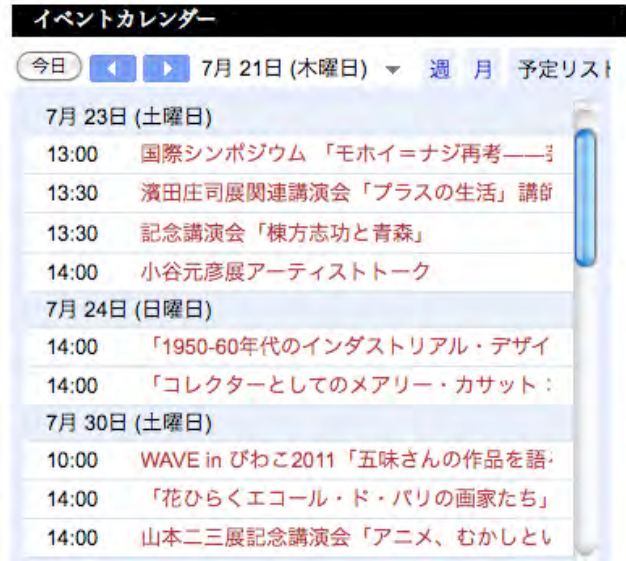 イベントカレンダー
今日 7月 21日 (木曜日) 週 月 予定リスト
7月 23日 (土曜日)
13:00 国際シンポジウム 「モホイ＝ナジ再考——
13:30 濱田庄司展関連講演会「プラスの生活」講師
13:30 記念講演会「棟方志功と青森」
14:00 小谷元彦展アーティストトーク
7月 24日 (日曜日)
14:00 「1950-60年代のインダストリアル・デザイ
14:00 「コレクターとしてのメアリー・カサット：
7月 30日 (土曜日)
10:00 WAVE in びわこ2011「五味さんの作品を語
14:00 「花ひらくエコール・ド・パリの画家たち」
14:00 山本二三展記念講演会「アニメ、むかしとい